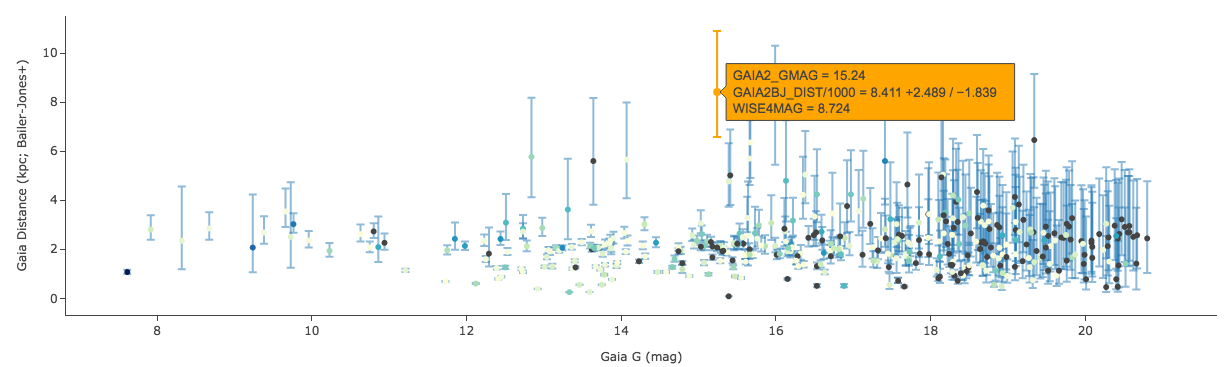 Gaia Distance (kpc; Bailer-Jones+)
10
8
6
4
2
0
GAIA2_GMAG = 15.24
GAIA2BJ_DIST/1000 = 8.411 +2.489 / −1.839
WISE4MAG = 8.724
8 10 12 14 16 18 20
Gaia G (mag)